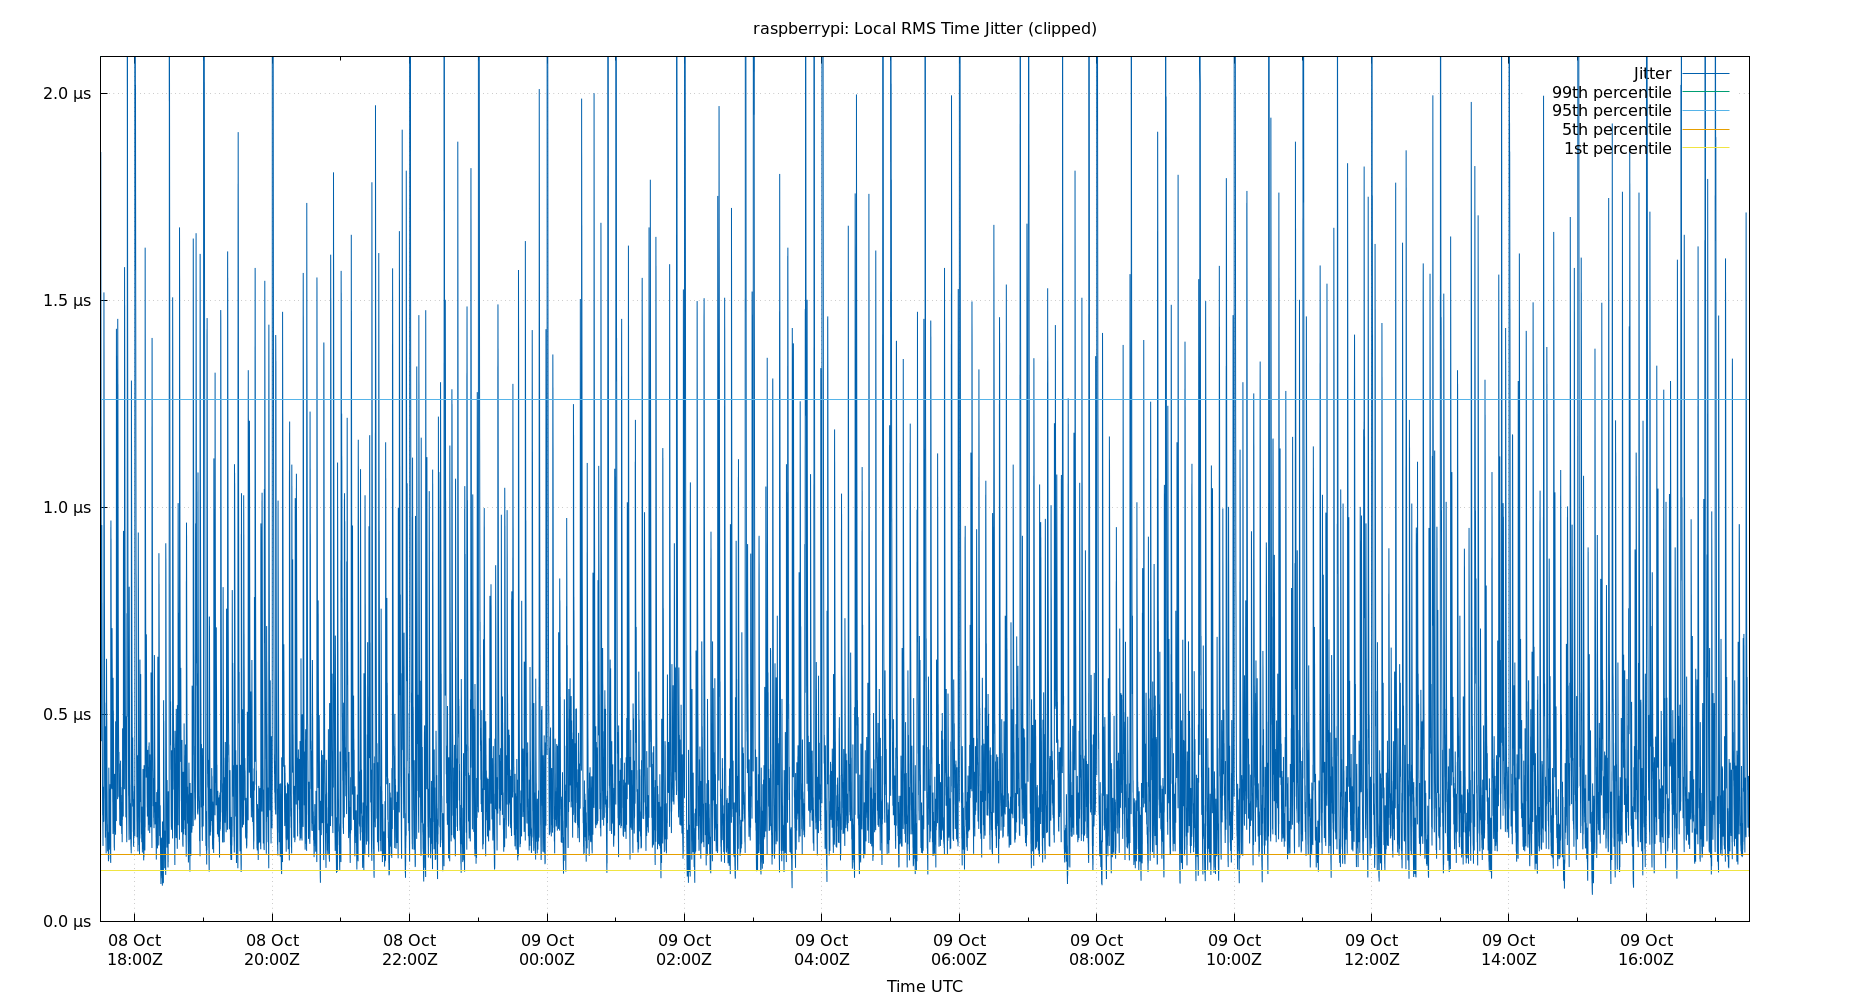 raspberrypi: Local RMS Time Jitter (clipped)
2.0 µs
1.5 µs
1.0 µs
0.5 µs
0.0 µs
Jitter
99th percentile
95th percentile
5th percentile
1st percentile
08 Oct
18:00Z
08 Oct
20:00Z
08 Oct
22:00Z
09 Oct
00:00Z
09 Oct
02:00Z
09 Oct
04:00Z
09 Oct
06:00Z
09 Oct
08:00Z
09 Oct
10:00Z
09 Oct
12:00Z
09 Oct
14:00Z
09 Oct
16:00Z
Time UTC